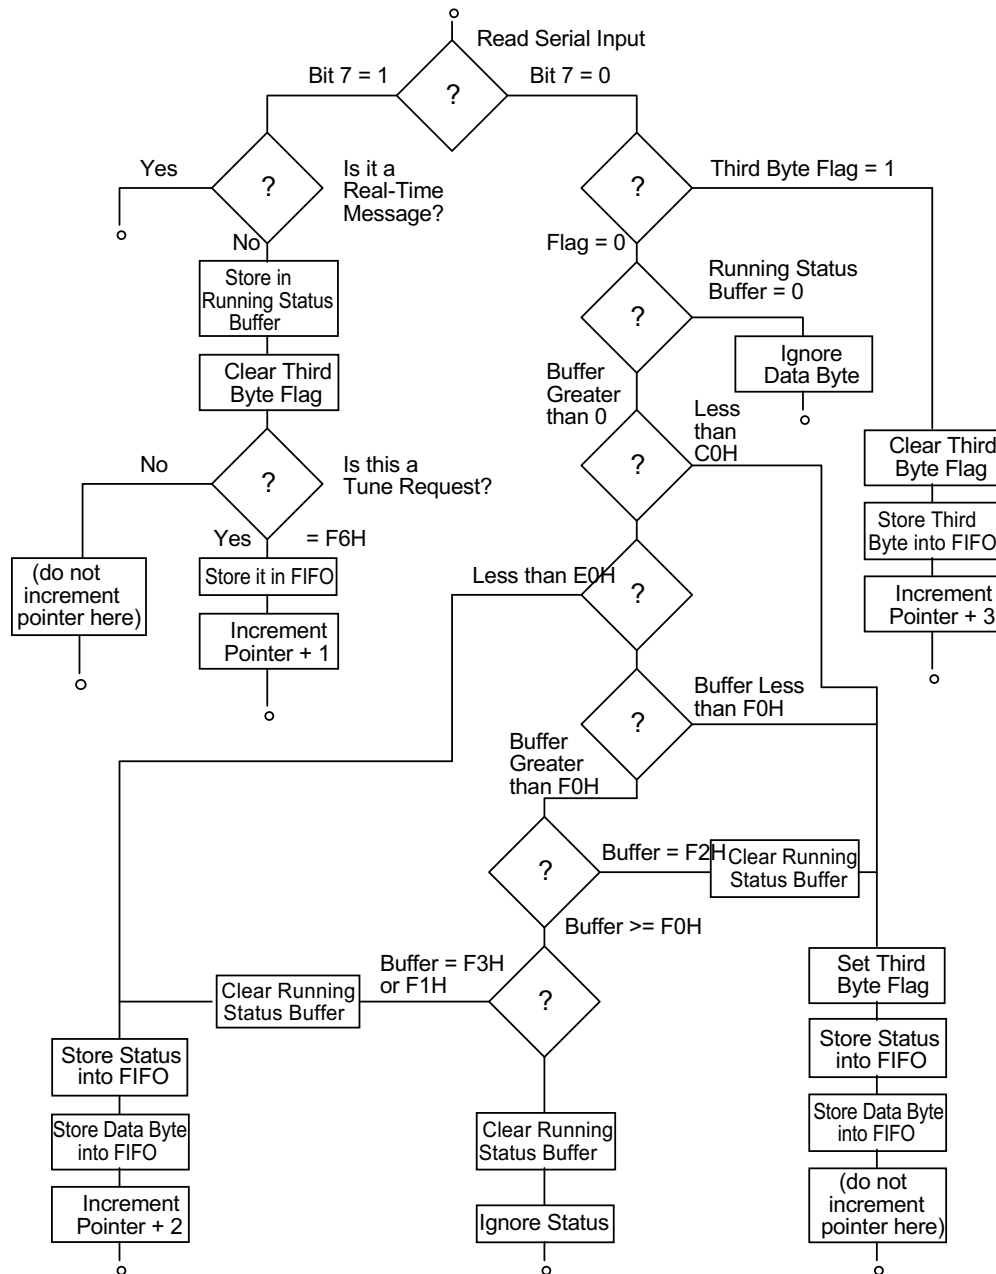 Read Serial Input
Bit 7 = 1
Bit 7 = 0
?
Yes
?
Is it a
Real-Time
Message?
No
?
Third Byte Flag = 1
Flag = 0
Store in
Running Status
Buffer
?
Running Status
Buffer = 0
Ignore
Data Byte
Clear Third
Byte Flag
Buffer
Greater
than 0
Less
than
C0H
?
Clear Third
Byte Flag
No
?
Is this a
Tune Request?
Yes
= F6H
Store Third
Byte into FIFO
(do not
increment
pointer here)
Store it in FIFO
Less than E0H
?
Increment
Pointer + 3
Increment
Pointer + 1
Buffer Less
than F0H
?
Buffer
Greater
than F0H
?
Buffer = F2H
Clear Running
Status Buffer
Buffer >= F0H
Buffer = F3H
or F1H
?
Clear Running
Status Buffer
Set Third
Byte Flag
Store Status
into FIFO
Store Status
into FIFO
Store Data Byte
into FIFO
Clear Running
Status Buffer
Store Data Byte
into FIFO
Increment
Pointer + 2
Ignore Status
(do not
increment
pointer here)